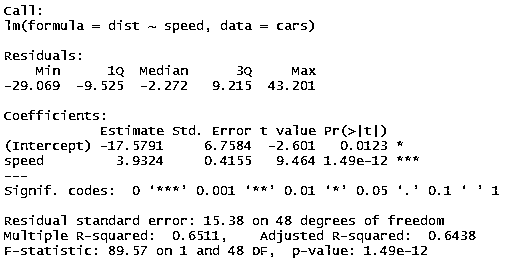 Call:
lm(formula = dist ~ speed, data = cars)
Residuals:
    Min      1Q  Median      3Q     Max
-29.069  -9.525  -2.272   9.215  43.201
Coefficients:
            Estimate Std. Error t value Pr(>|t|)
(Intercept) -17.5791     6.7584  -2.601   0.0123 *
speed         3.9324     0.4155   9.464 1.49e-12 ***
---
Signif. codes:  0 ‘***’ 0.001 ‘**’ 0.01 ‘*’ 0.05 ‘.’ 0.1 ‘ ’ 1
Residual standard error: 15.38 on 48 degrees of freedom
Multiple R-squared:  0.6511,    Adjusted R-squared:  0.6438
F-statistic: 89.57 on 1 and 48 DF,  p-value: 1.49e-12